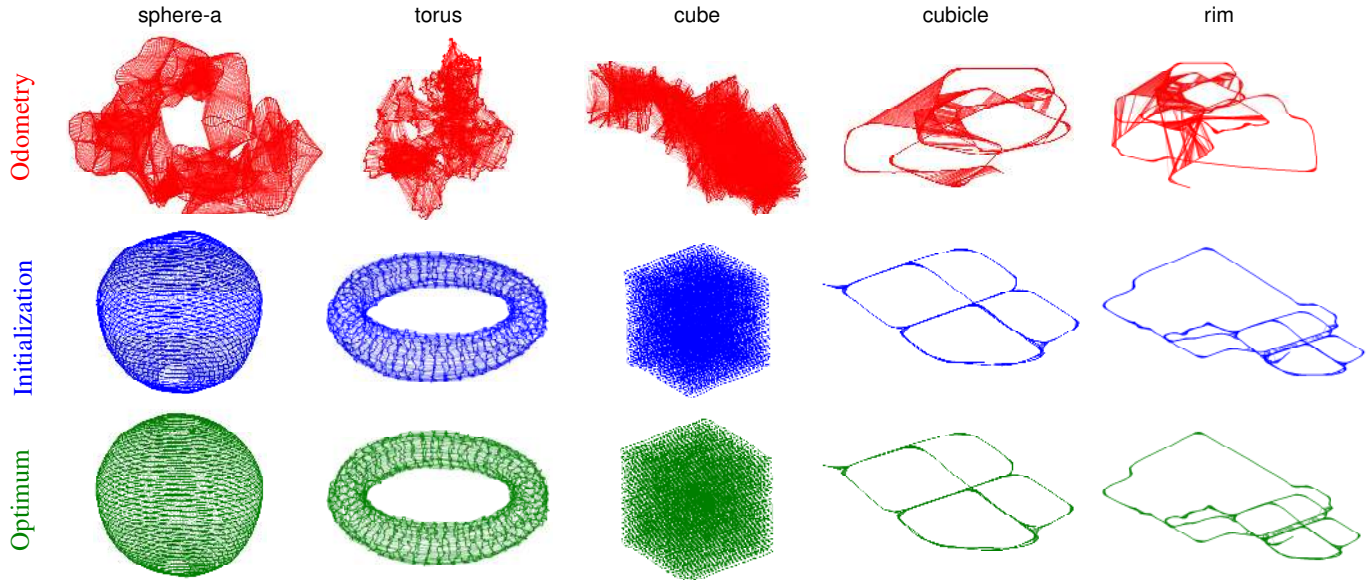 sphere-a torus cube cubicle rim
Odometry
Initialization
Optimum